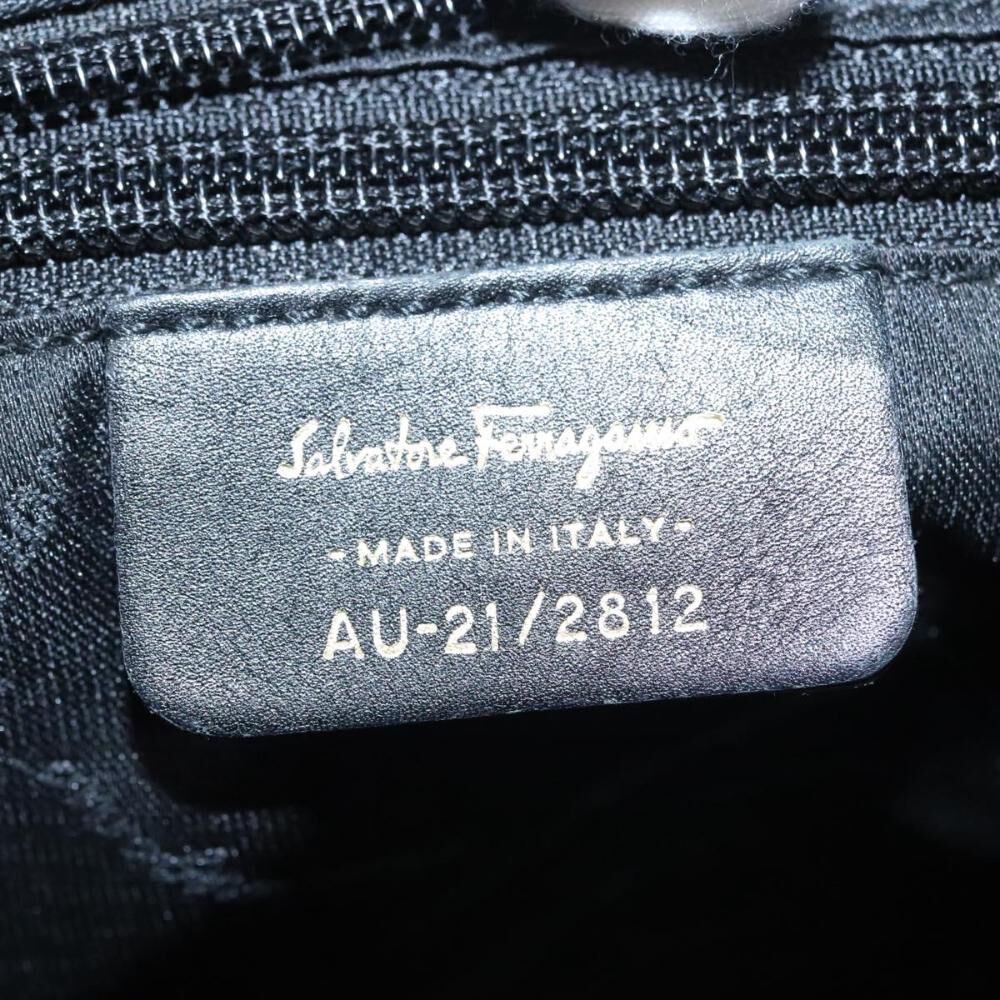 Salvatore Ferragamo
-MADE IN ITALY-
AU-21/2812